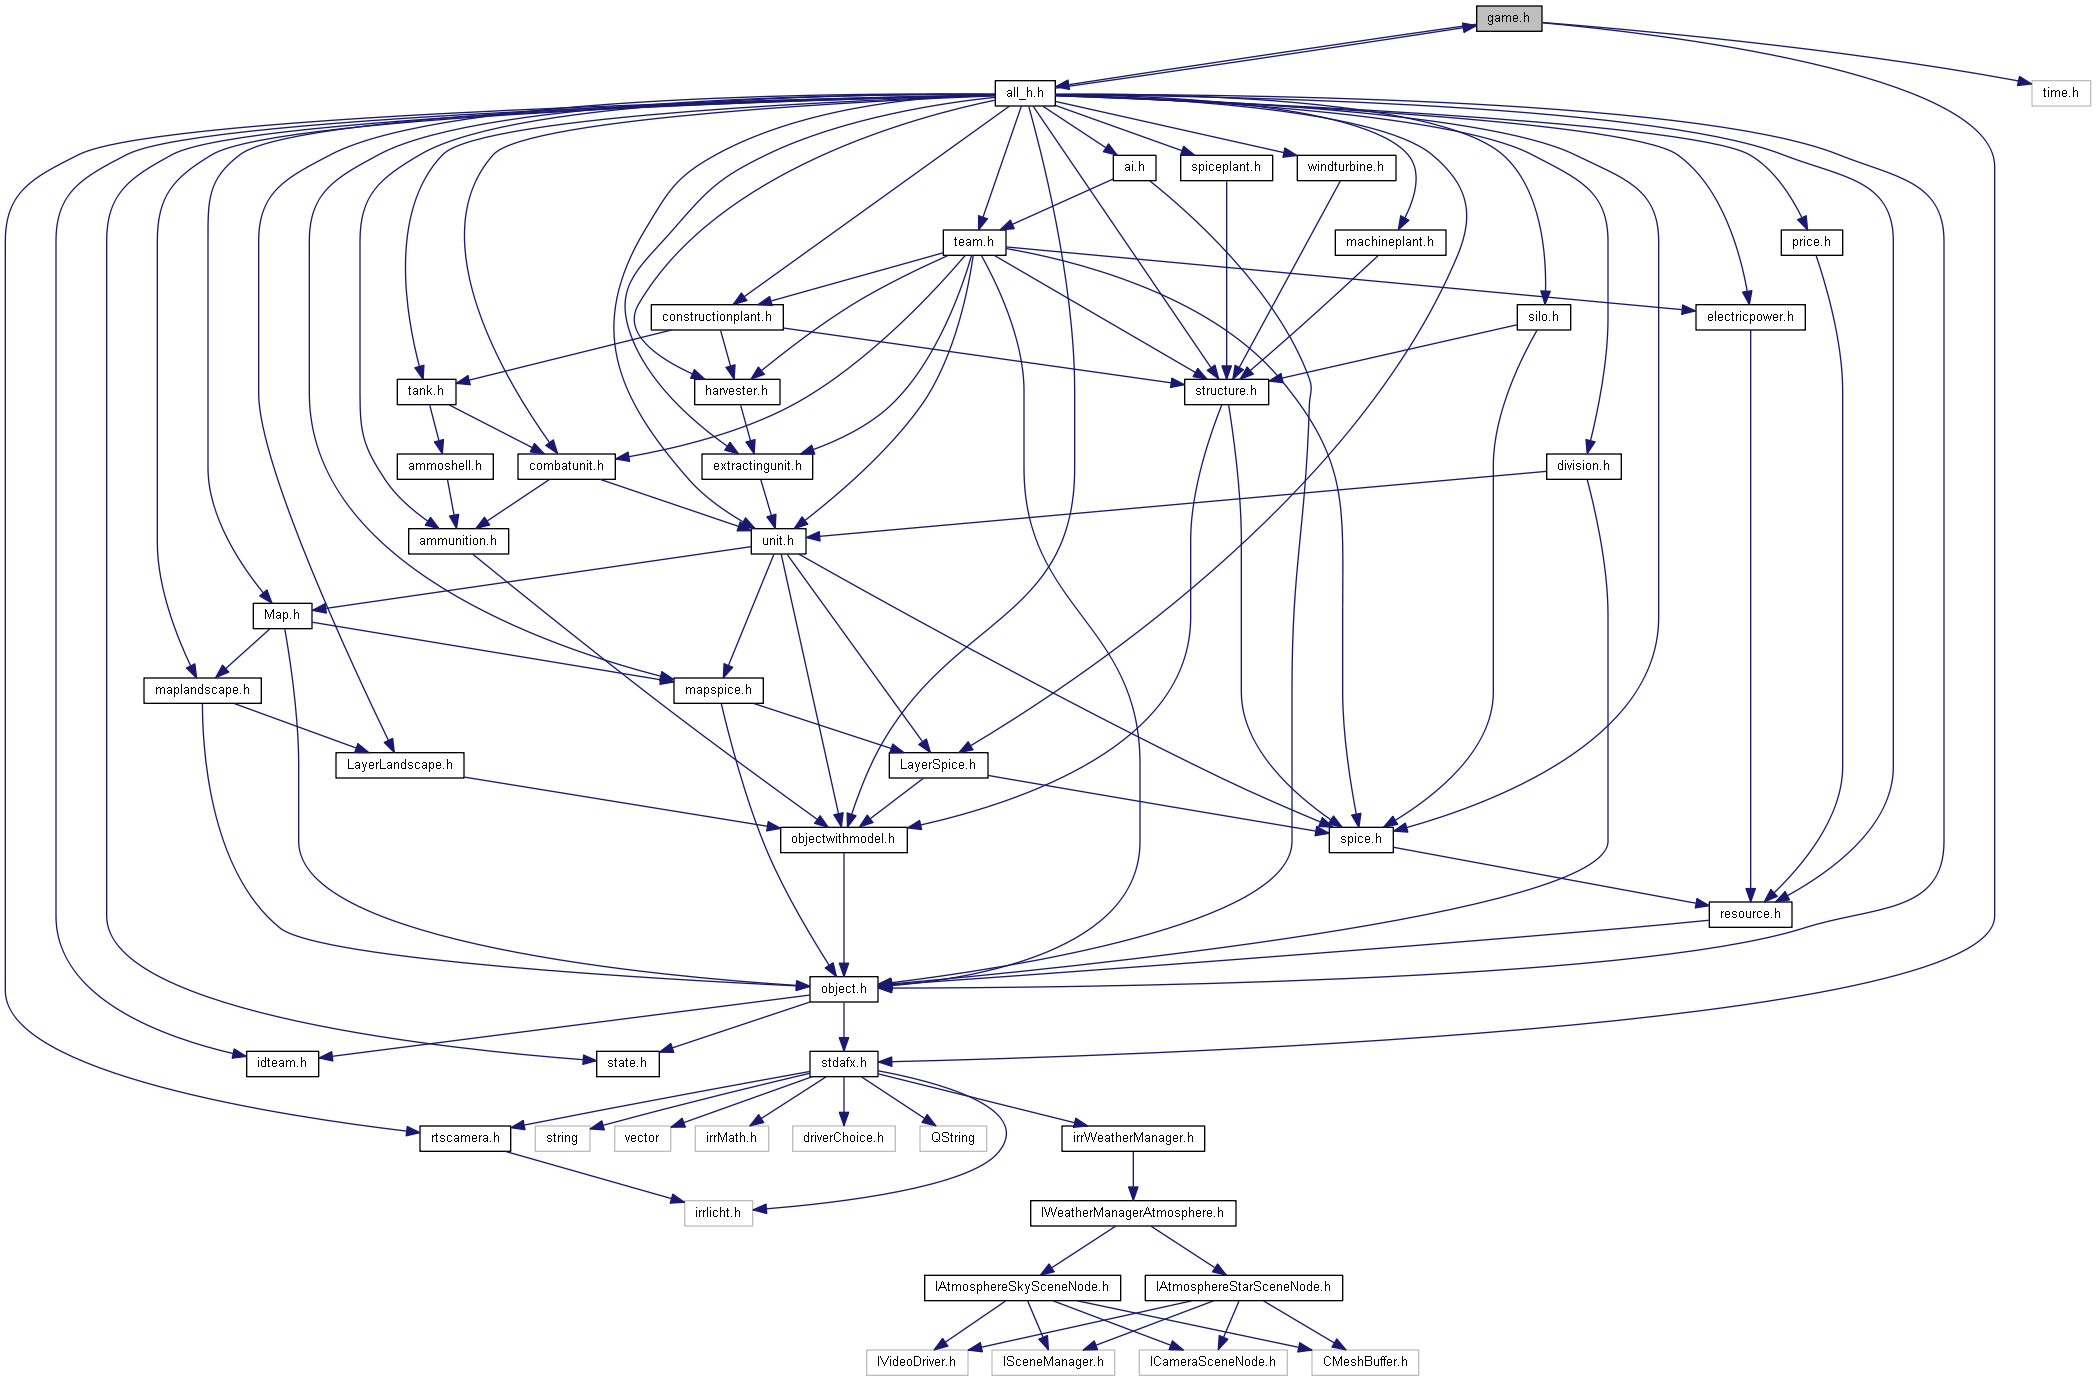 game.h
all_h.h
time.h
ai.h
spiceplant.h
windturbine.h
team.h
machineplant.h
price.h
constructionplant.h
silo.h
electricpower.h
tank.h
harvester.h
structure.h
ammoshell.h
combatunit.h
extractingunit.h
division.h
ammunition.h
unit.h
Map.h
maplandscape.h
mapspice.h
LayerLandscape.h
LayerSpice.h
objectwithmodel.h
spice.h
resource.h
object.h
idteam.h
state.h
stdafx.h
rtscamera.h
string
vector
irrMath.h
driverChoice.h
QString
irrWeatherManager.h
irrlicht.h
IWeatherManagerAtmosphere.h
IAtmosphereSkySceneNode.h
IAtmosphereStarSceneNode.h
IVideoDriver.h
ISceneManager.h
ICameraSceneNode.h
CMeshBuffer.h